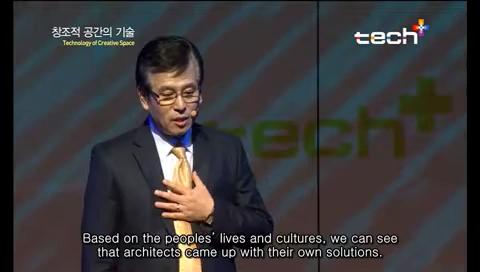 창조적 공간의 기술
Technology of Creative Space
tech+
tech+
Based on the peoples' lives and cultures, we can see
that architects came up with their own solutions.